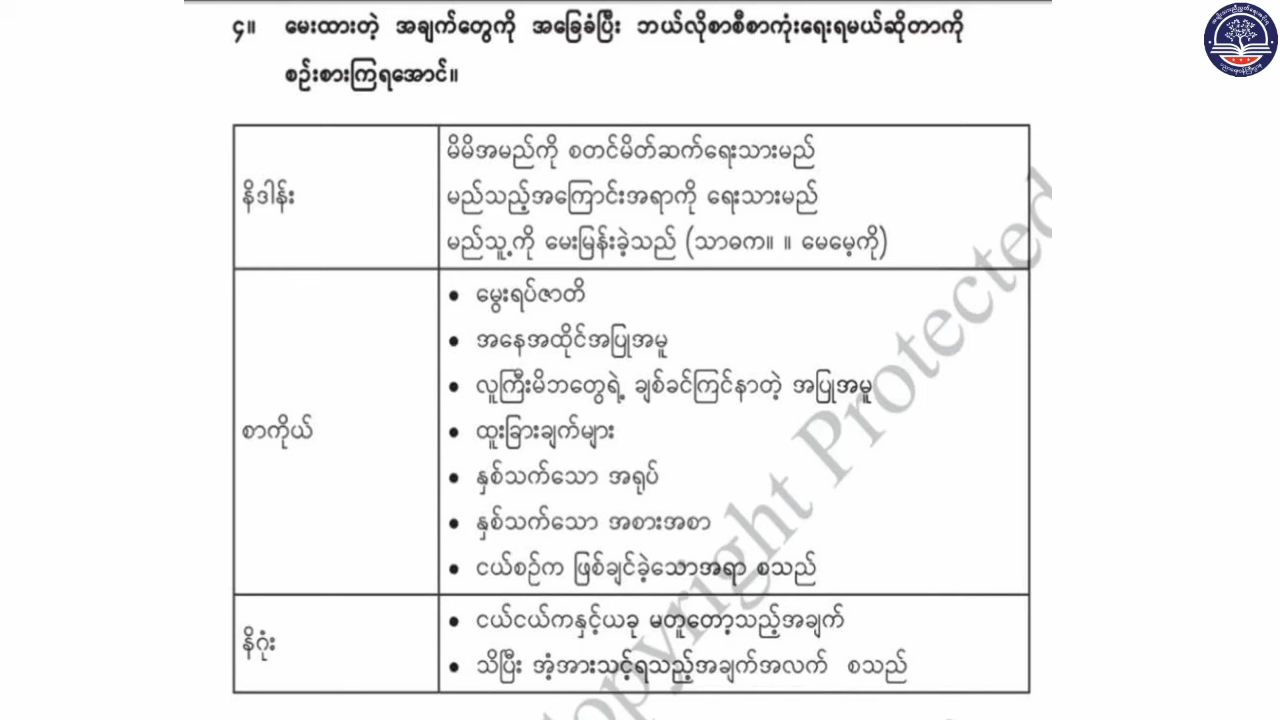 ၄။ မေးထားတဲ့ အချက်တွေကို အခြေခံပြီး ဘယ်လိုစာစီစာကုံးရေးရမယ်ဆိုတာကို
စဉ်းစားကြရအောင်။
နိဒါန်း
မိမိအမည်ကို စတင်မိတ်ဆက်ရေးသားမည်
မည်သည့်အကြောင်းအရာကို ရေးသားမည်
မည်သူ့ကို မေးမြန်းခဲ့သည် (သာဓက။ ။ မေမေ့ကို)
စာကိုယ်
• မွေးရပ်ဇာတိ
• အနေအထိုင်အပြုအမူ
• လူကြီးမိဘတွေရဲ့ ချစ်ခင်ကြင်နာတဲ့ အပြုအမူ
• ထူးခြားချက်များ
• နှစ်သက်သော အရုပ်
• နှစ်သက်သော အစားအစာ
• ငယ်စဉ်က ဖြစ်ချင်ခဲ့သောအရာ စသည်
နိဂုံး
• ငယ်ငယ်ကနှင့်ယခု မတူတော့သည့်အချက်
• သိပြီး အံ့အားသင့်ရသည့်အချက်အလက် စသည်
opyright Protected